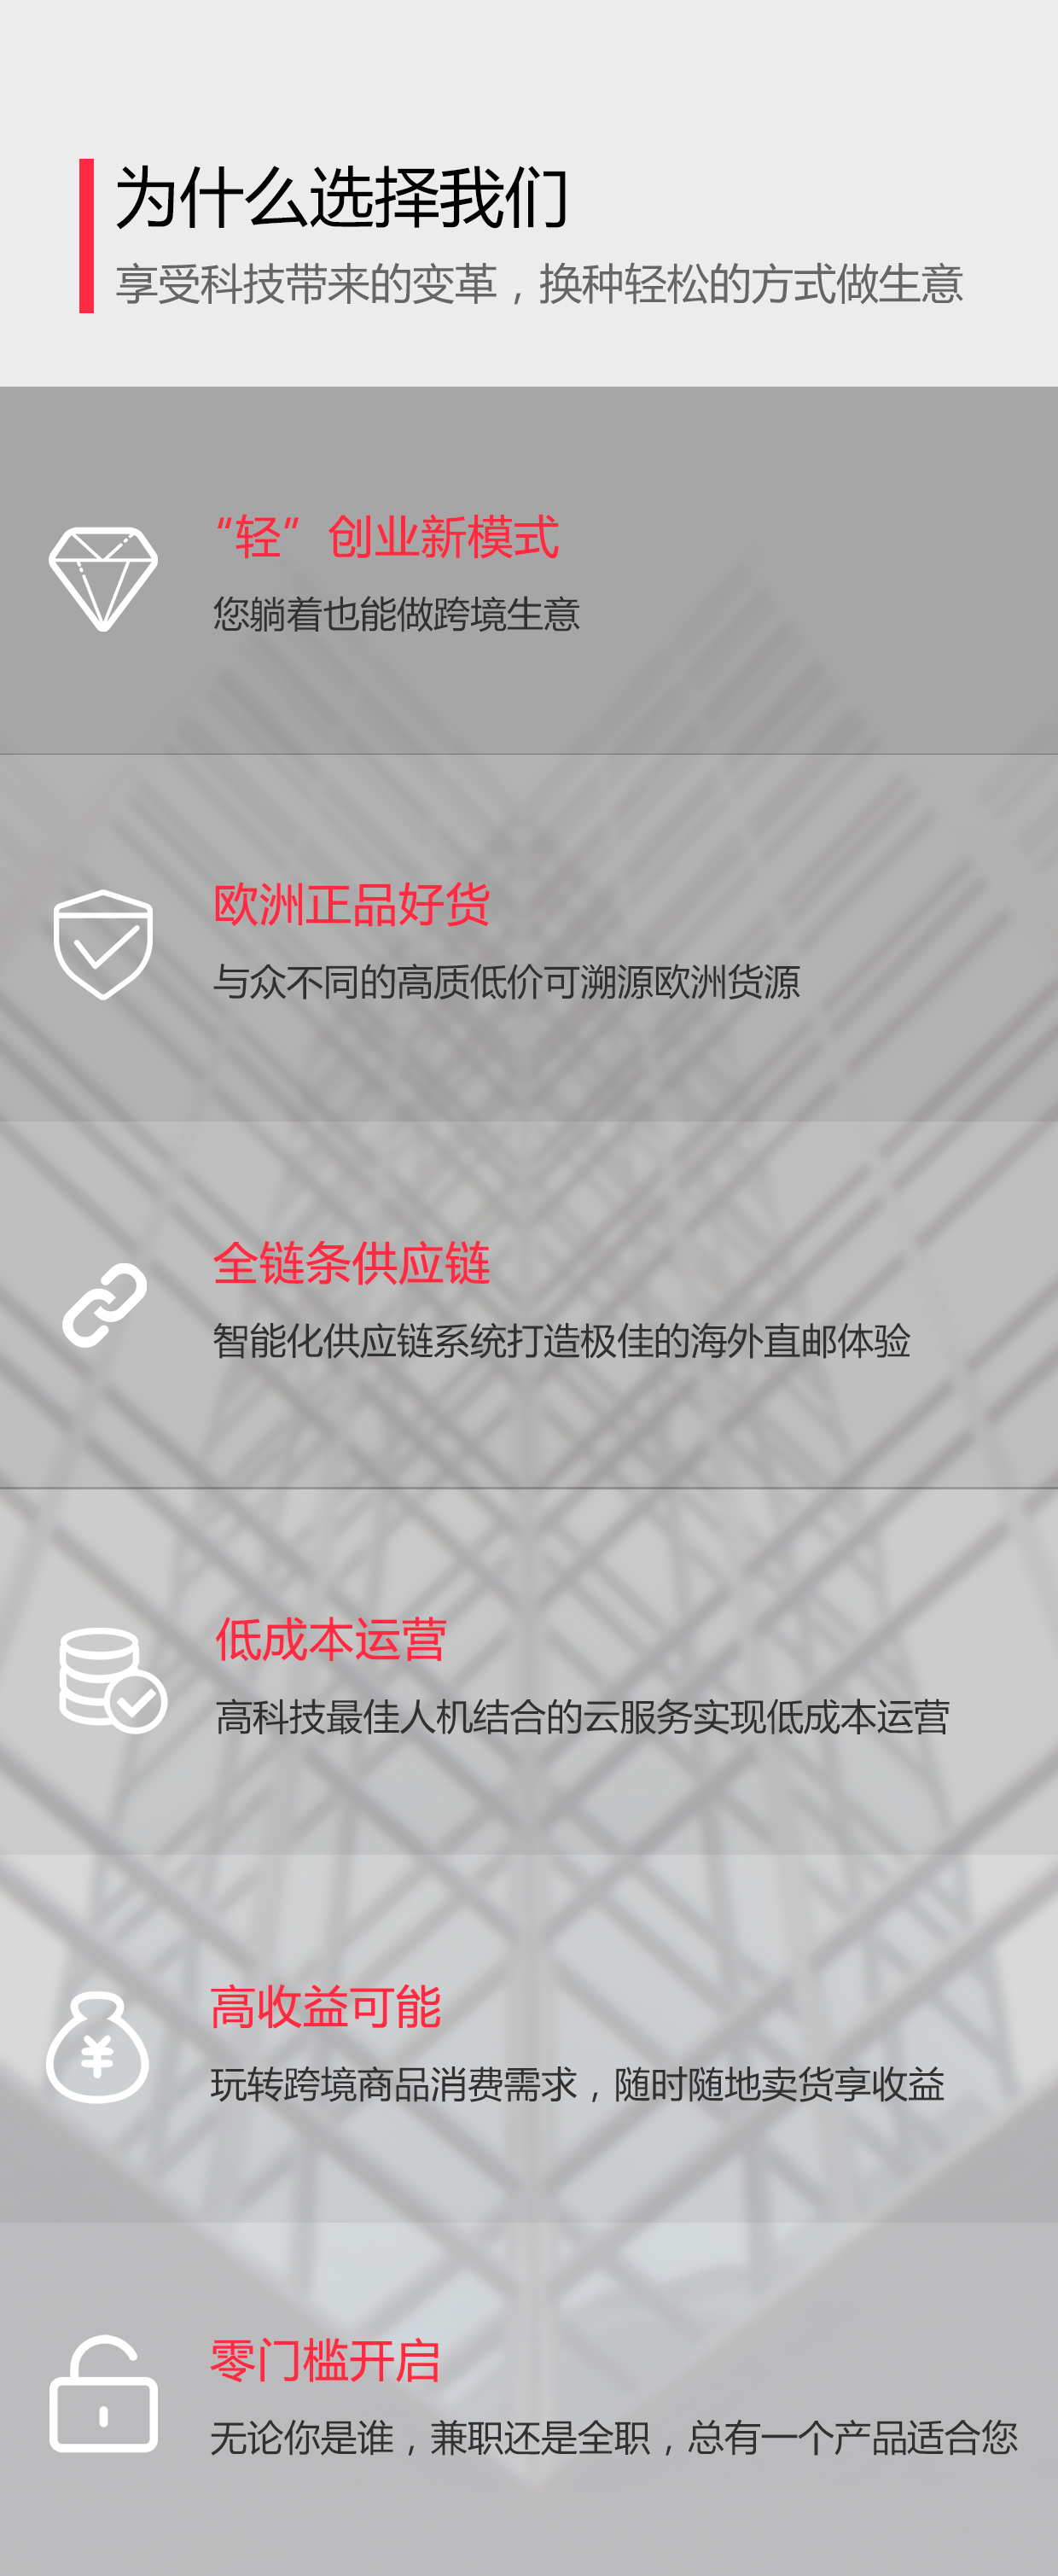 为什么选择我们
享受科技带来的变革，换种轻松的方式做生意
“轻”创业新模式
您躺着也能做跨境生意
欧洲正品好货
与众不同的高质低价可溯源欧洲货源
全链条供应链
智能化供应链系统打造极佳的海外直邮体验
低成本运营
高科技最佳人机结合的云服务实现低成本运营
¥
高收益可能
玩转跨境商品消费需求，随时随地卖货享收益
零门槛开启
无论你是谁，兼职还是全职，总有一个产品适合您